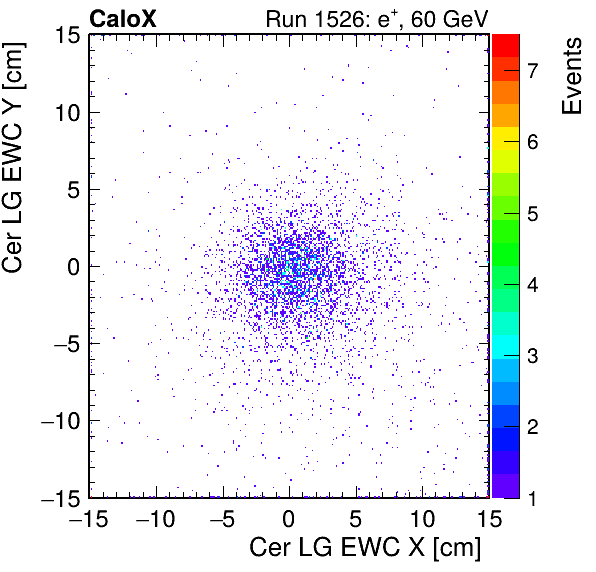 CaloX Run 1526: e+, 60 GeV
Cer LG EWC Y [cm]
15
10
5
0
−5
−10
−15
−15 −10 −5 0 5 10 15
Cer LG EWC X [cm]
Events
7
6
5
4
3
2
1